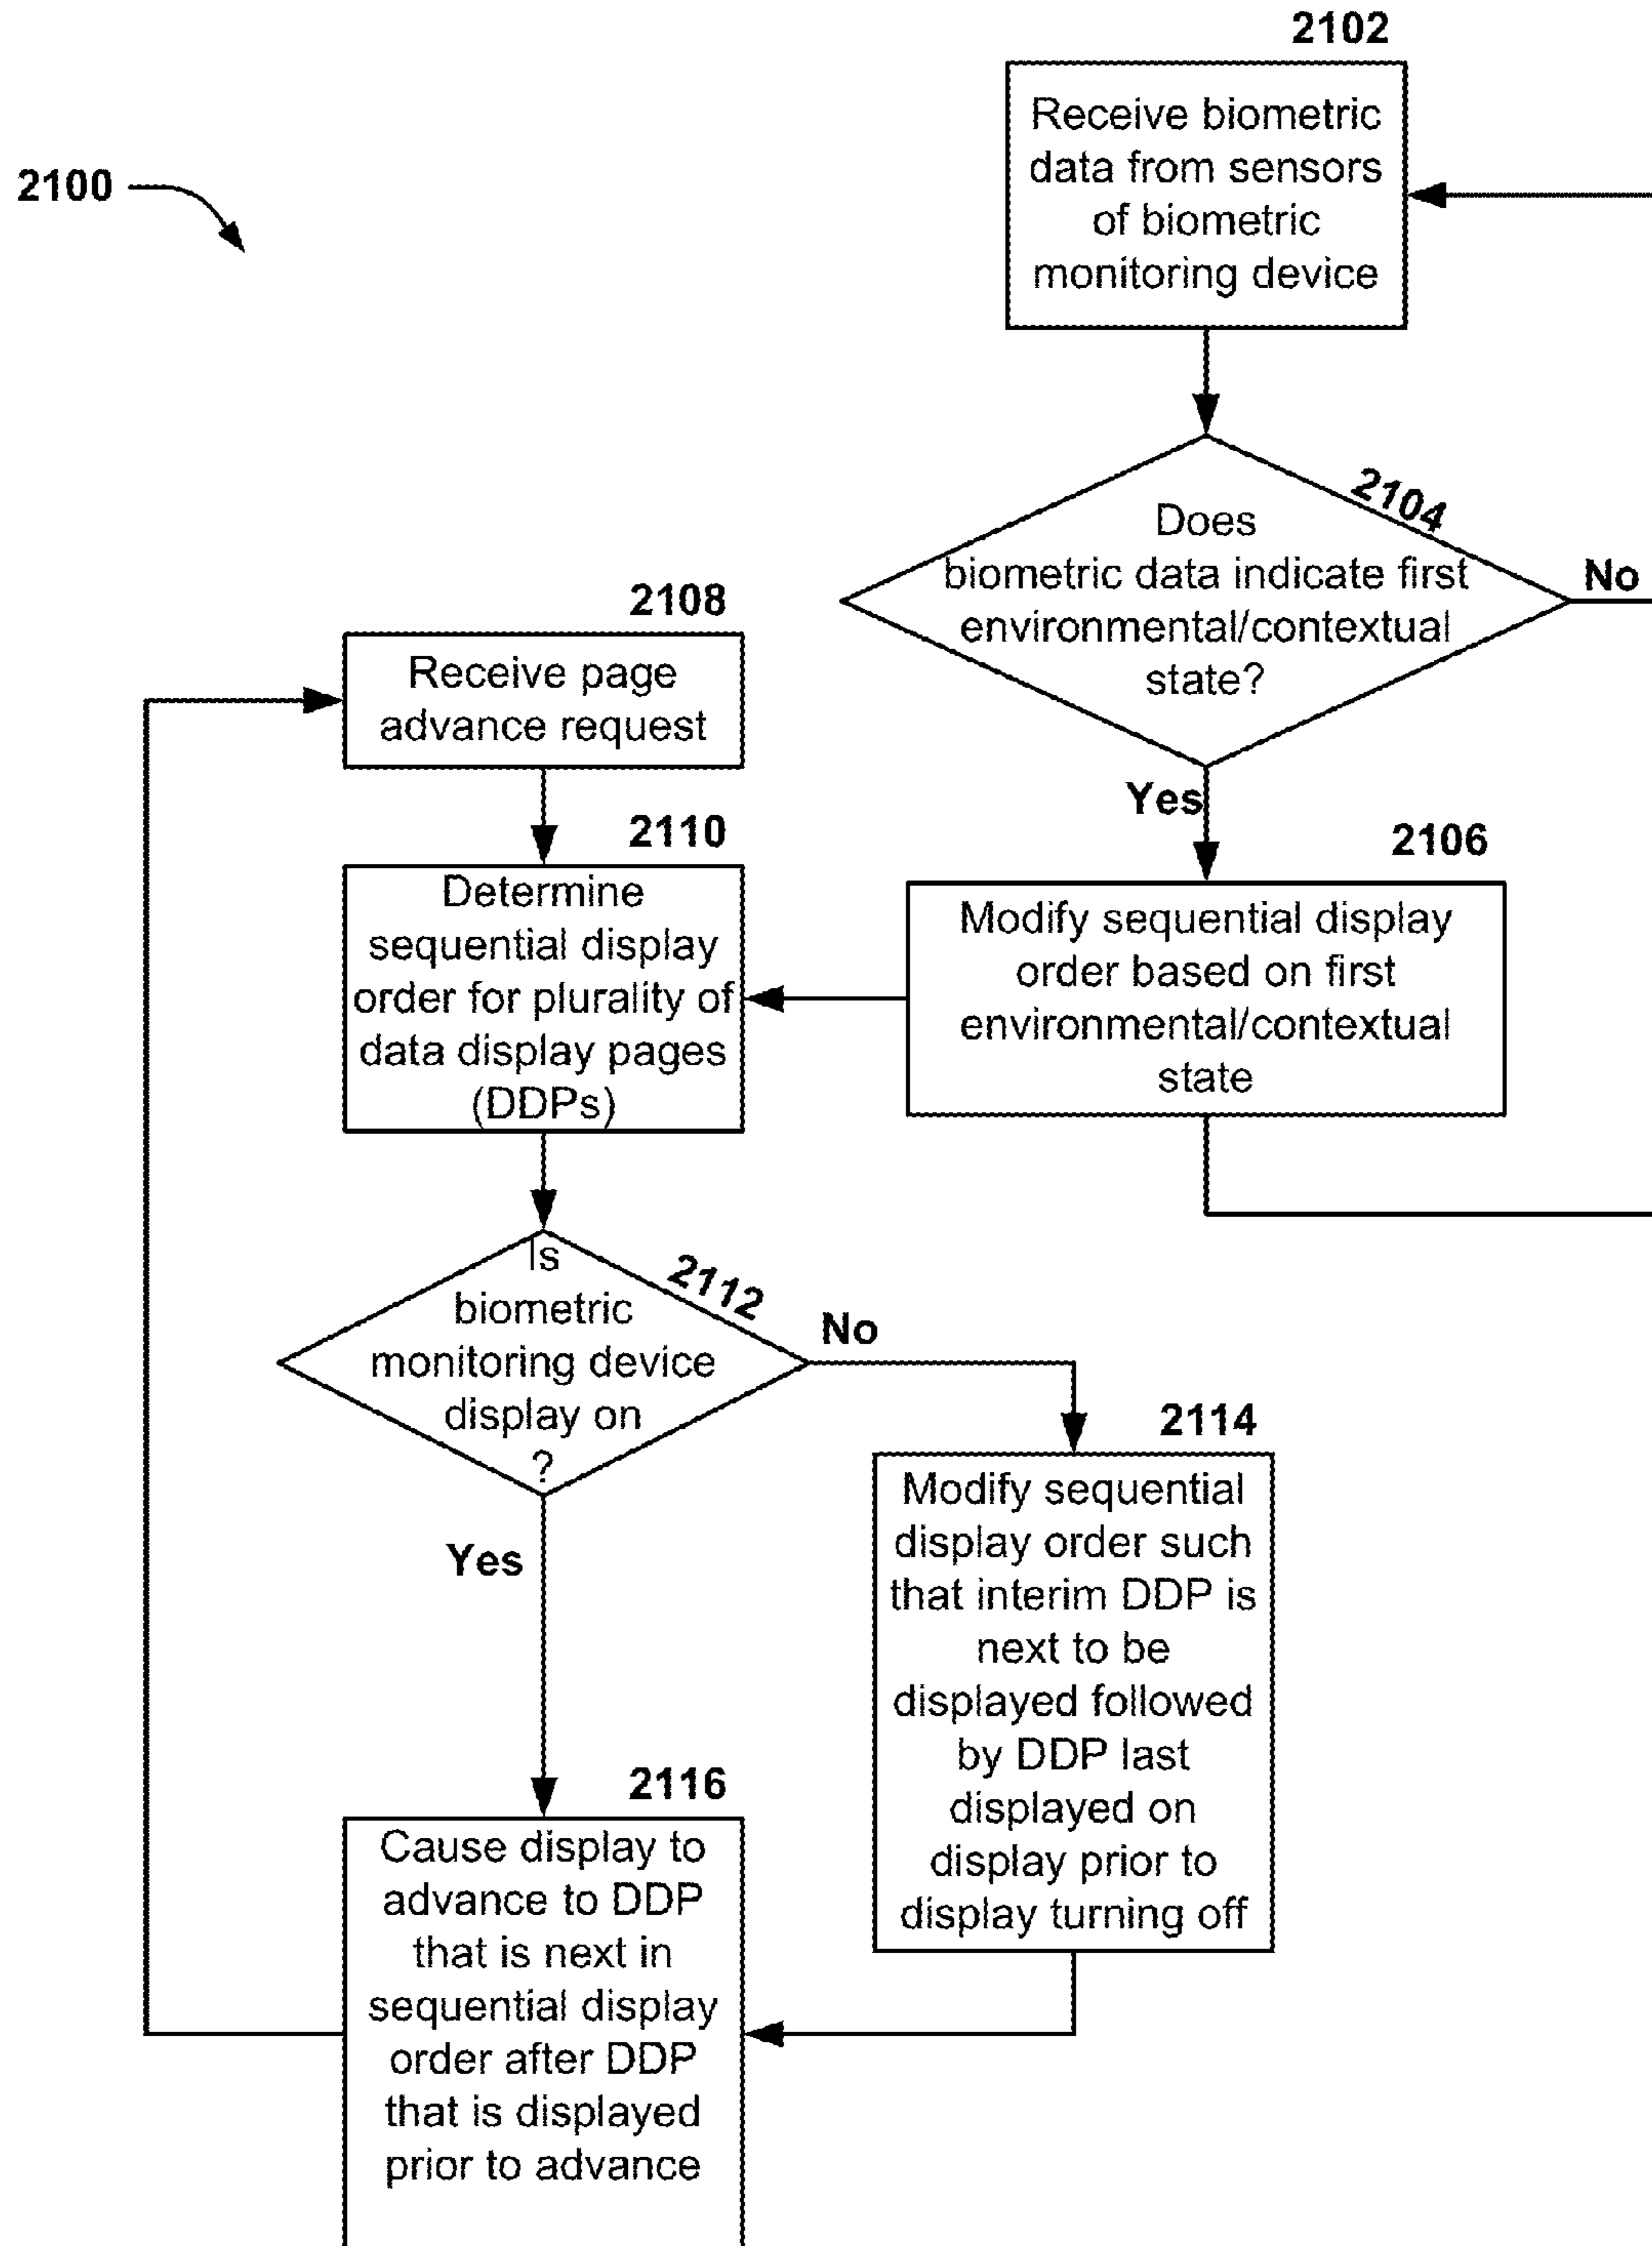 2100
2102
Receive biometric
data from sensors
of biometric
monitoring device
2104
Does
biometric data indicate first
environmental/contextual
state?
No
Yes
2106
Modify sequential display
order based on first
environmental/contextual
state
2108
Receive page
advance request
2110
Determine
sequential display
order for plurality of
data display pages
(DDPs)
2112
Is
biometric
monitoring device
display on
?
No
Yes
2114
Modify sequential
display order such
that interim DDP is
next to be
displayed followed
by DDP last
displayed on
display prior to
display turning off
2116
Cause display to
advance to DDP
that is next in
sequential display
order after DDP
that is displayed
prior to advance